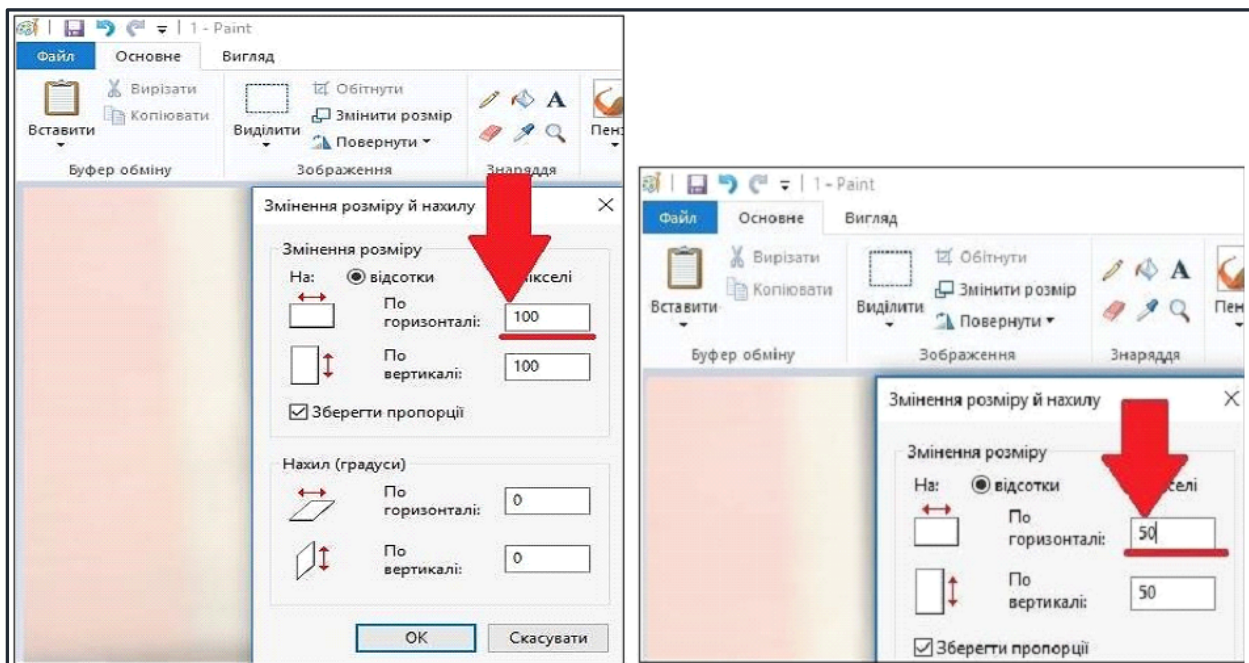 1 - Paint
Файл Основне Вигляд
Вставити
Вирізати
Копіювати
Буфер обміну
Виділити
Обітнути
Змінити розмір
Повернути
Зображення
А
Знаряддя
Змінення розміру й нахилу
Змінення розміру
На: відсотки
По горизонталі: 100
По вертикалі: 100
Зберегти пропорції
Нахил (градуси)
По горизонталі: 0
По вертикалі: 0
ОК Скасувати
1 - Paint
Файл Основне Вигляд
Вставити
Вирізати
Копіювати
Буфер обміну
Виділити
Обітнути
Змінити розмір
Повернути
Зображення
А
Знаряддя
Змінення розміру й нахилу
Змінення розміру
На: відсотки
По горизонталі: 50
По вертикалі: 50
Зберегти пропорції